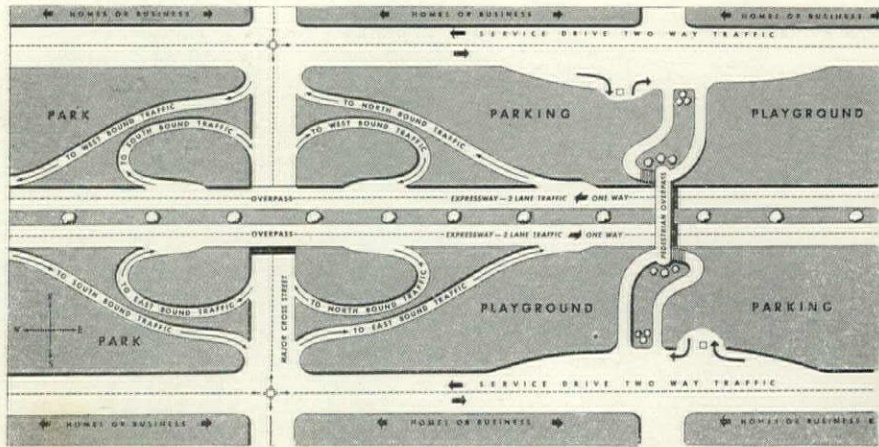 HOMES OR BUSINESS
HOMES OR BUSINESS
HOMES OR BUSINESS
SERVICE DRIVE TWO WAY TRAFFIC
PARK
TO WEST BOUND TRAFFIC
TO SOUTH BOUND TRAFFIC
TO NORTH BOUND TRAFFIC
TO WEST BOUND TRAFFIC
PARKING
PLAYGROUND
OVERPASS
EXPRESSWAY — 2 LANE TRAFFIC ONE WAY
PEDESTRIAN OVERPASS
OVERPASS
EXPRESSWAY — 2 LANE TRAFFIC ONE WAY
TO SOUTH BOUND TRAFFIC
TO EAST BOUND TRAFFIC
MAJOR CROSS STREET
TO NORTH BOUND TRAFFIC
TO EAST BOUND TRAFFIC
PLAYGROUND
PARKING
N
W E
S
PARK
SERVICE DRIVE TWO WAY TRAFFIC
HOMES OR BUSINESS
HOMES OR BUSINESS
HOMES OR BUSINESS